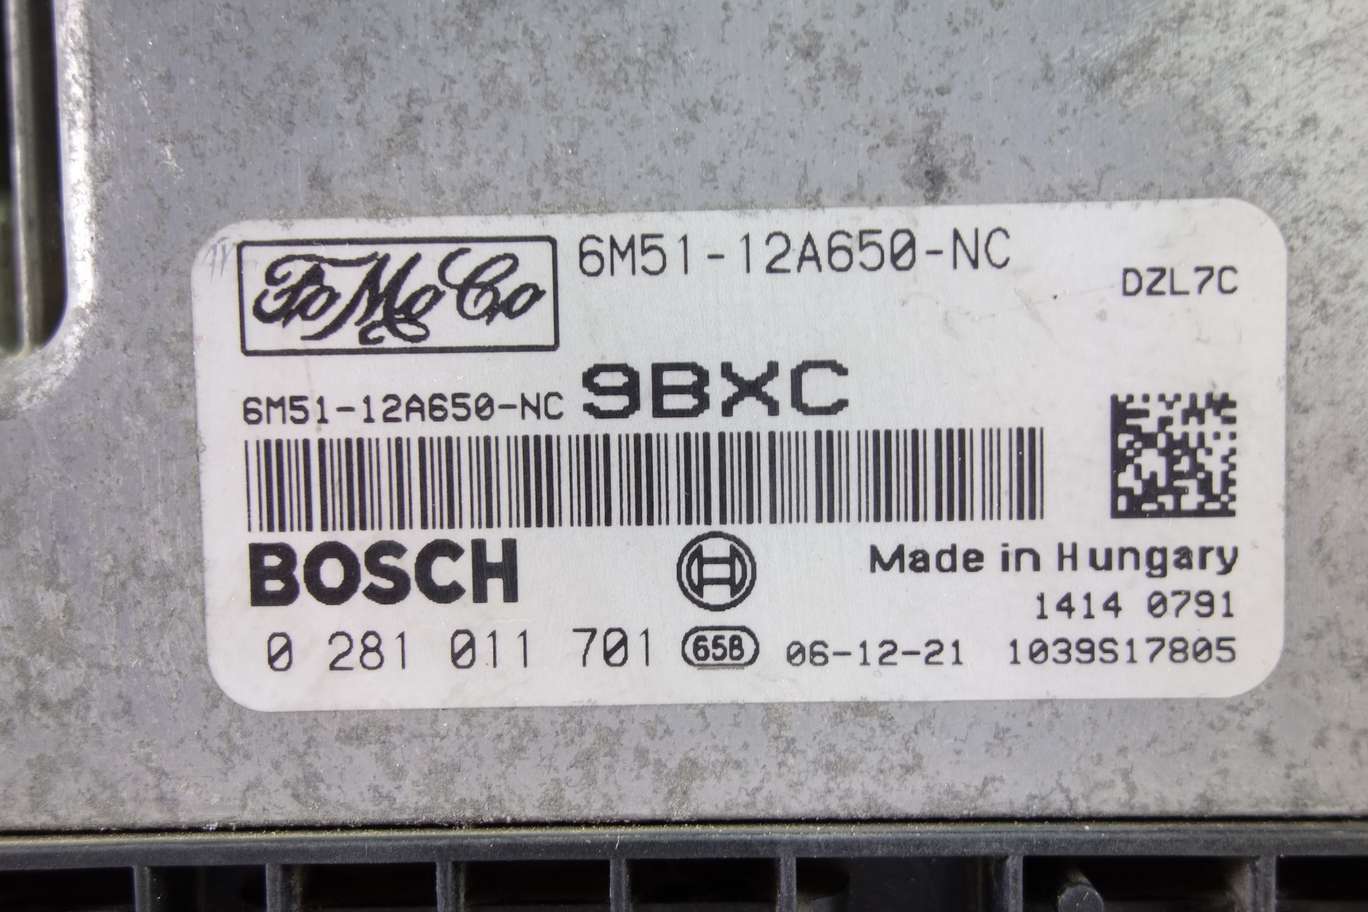 FoMoCo 6M51-12A650-NC
DZL7C
6M51-12A650-NC 9BXC
BOSCH
Made in Hungary
1414 0791
0 281 011 701 65B 06-12-21 1039S17805